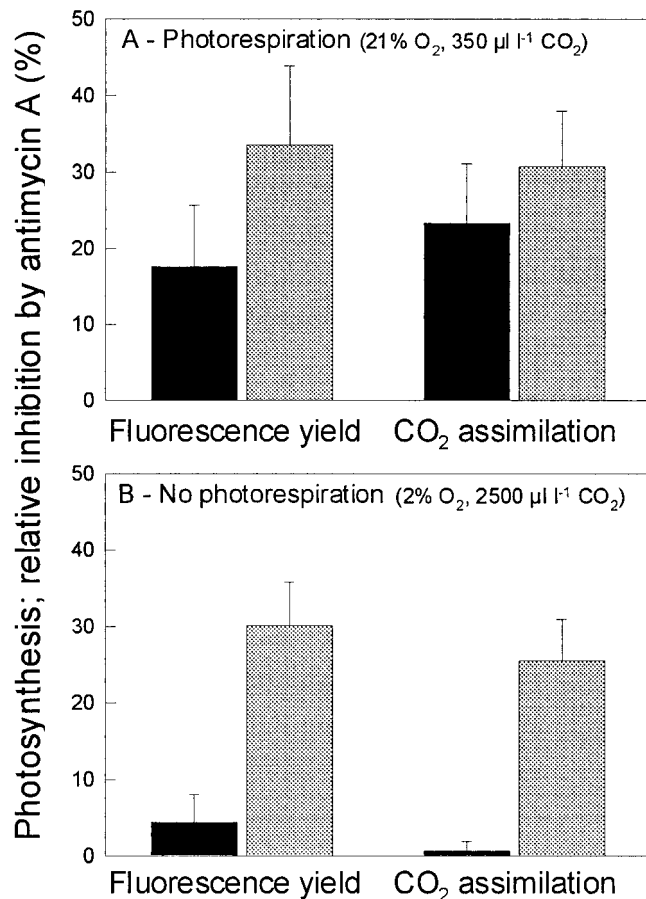 Photosynthesis; relative inhibition by antimycin A (%)
A - Photorespiration (21% O₂, 350 µl l⁻¹ CO₂)
50
40
30
20
10
0
Fluorescence yield CO₂ assimilation
B - No photorespiration (2% O₂, 2500 µl l⁻¹ CO₂)
50
40
30
20
10
0
Fluorescence yield CO₂ assimilation